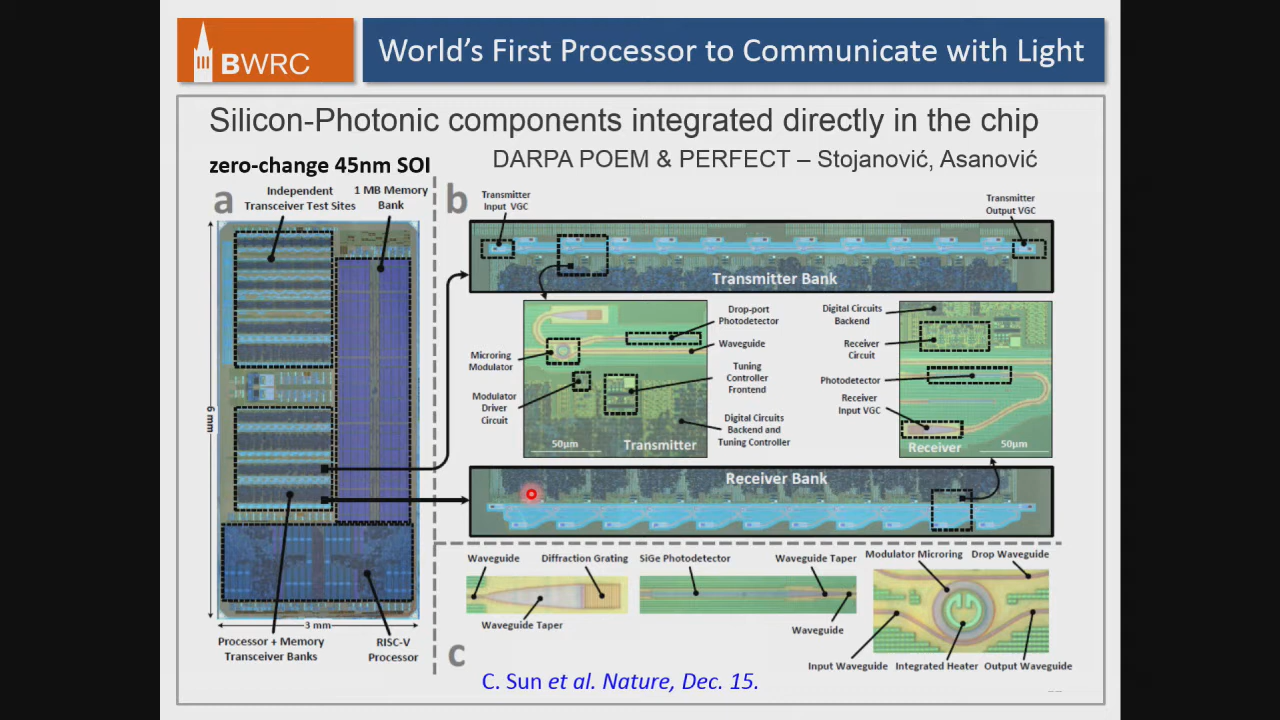 BWRC
World's First Processor to Communicate with Light
Silicon-Photonic components integrated directly in the chip
zero-change 45nm SOI
DARPA POEM & PERFECT – Stojanović, Asanović
a
Independent
Transceiver Test Sites
1 MB Memory
Bank
6 mm
3 mm
Processor + Memory
Transceiver Banks
RISC-V
Processor
b
Transmitter
Input VGC
Transmitter
Output VGC
Transmitter Bank
Microring
Modulator
Modulator
Driver
Circuit
Drop-port
Photodetector
Waveguide
Tuning
Controller
Frontend
Digital Circuits
Backend and
Tuning Controller
50µm
Transmitter
Digital Circuits
Backend
Receiver
Circuit
Photodetector
Receiver
Input VGC
Receiver
50µm
Receiver Bank
c
Waveguide
Diffraction Grating
Waveguide Taper
SiGe Photodetector
Waveguide Taper
Waveguide
Modulator Microring
Drop Waveguide
Input Waveguide
Integrated Heater
Output Waveguide
C. Sun et al. Nature, Dec. 15.